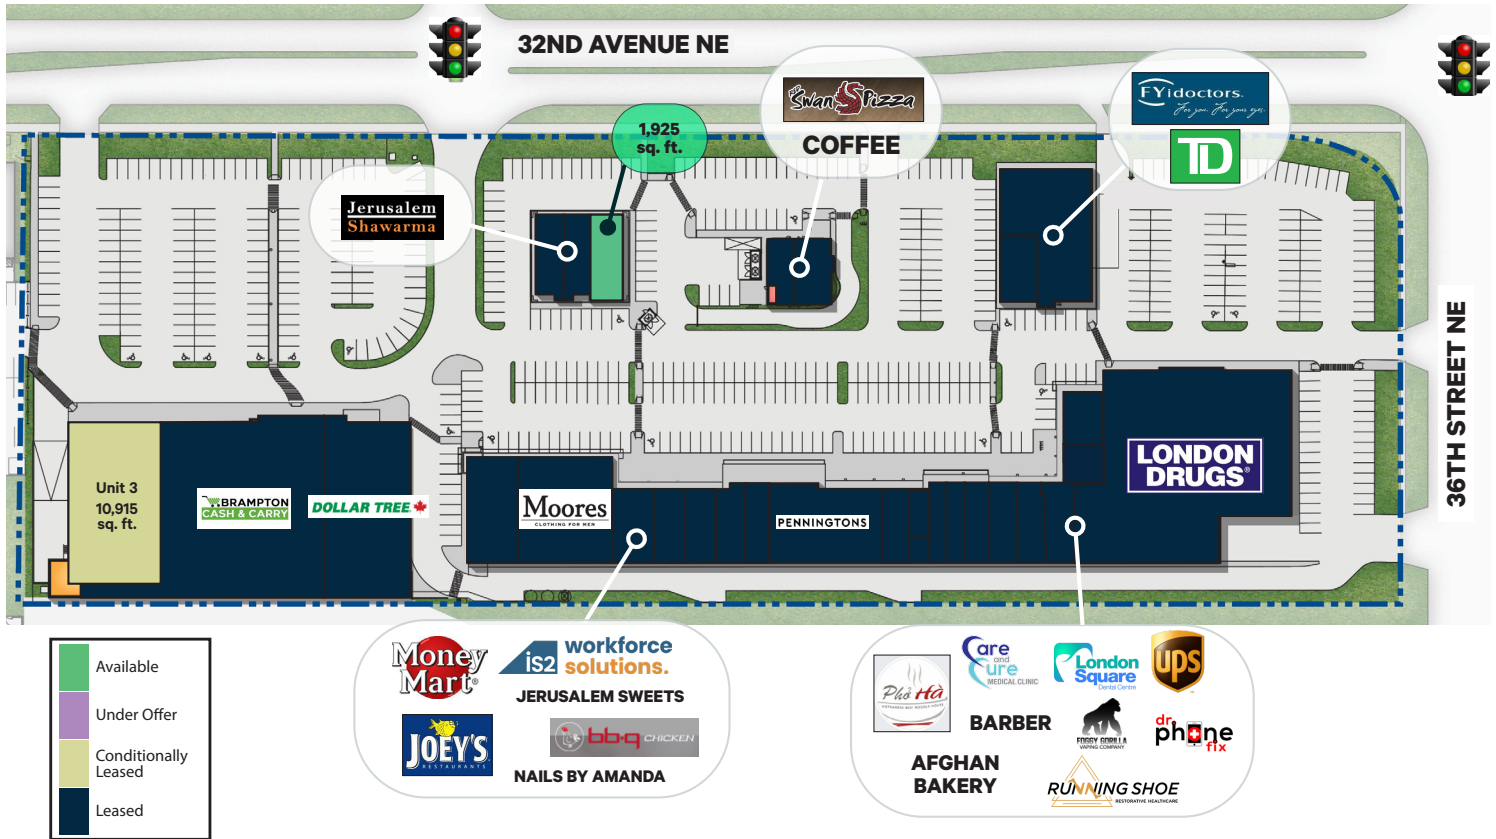 32ND AVENUE NE
36TH STREET NE
1,925
sq. ft.
Swan Pizza
COFFEE
FYidoctors.
For you. For your eyes.
TD
Jerusalem
Shawarma
Unit 3
10,915
sq. ft.
BRAMPTON
CASH & CARRY
DOLLAR TREE
Moores
CLOTHING FOR MEN
PENNINGTONS
LONDON
DRUGS®
Available
Under Offer
Conditionally
Leased
Leased
Money
Mart®
is2 workforce
solutions.
JERUSALEM SWEETS
JOEY'S
RESTAURANTS
bb.q CHICKEN
NAILS BY AMANDA
Phở Hà
VIETNAMESE BEEF NOODLE HOUSE
Care
and
Cure
MEDICAL CLINIC
London
Square
Dental Centre
ups
BARBER
FOGGY GORILLA
VAPING COMPANY
dr
phone
fix
AFGHAN
BAKERY
RUNNING SHOE
RESTORATIVE HEALTHCARE